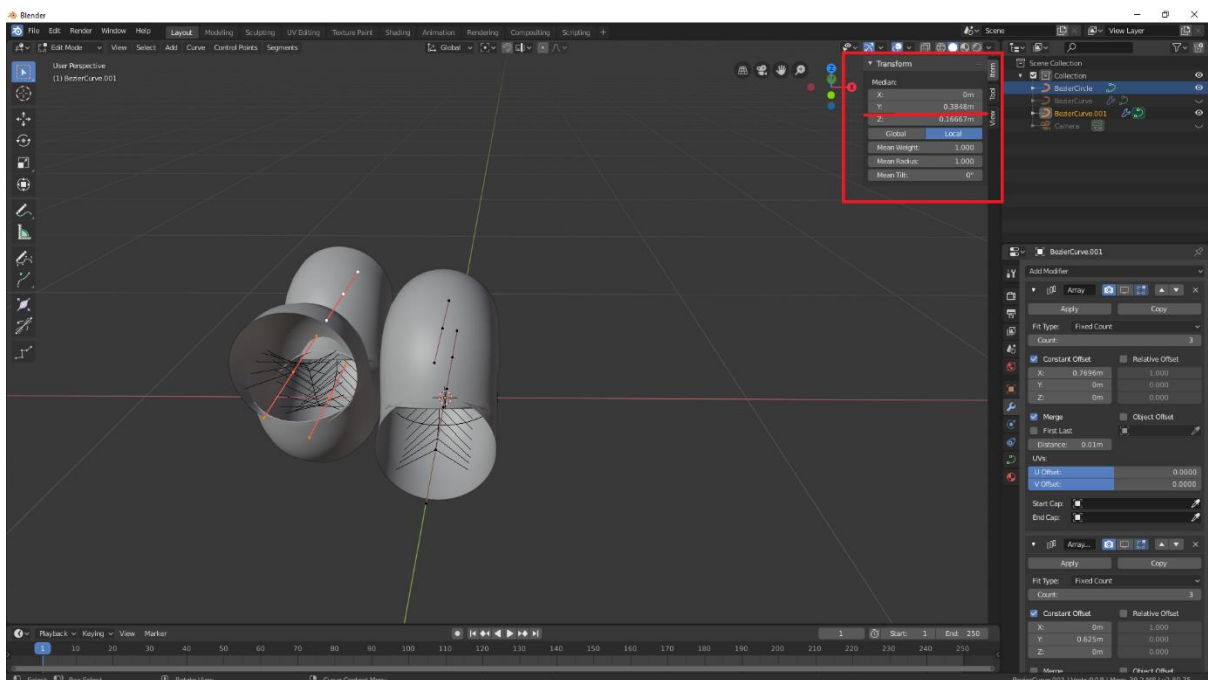 Blender
File Edit Render Window Help Layout Modeling Sculpting UV Editing Texture Paint Shading Animation Rendering Compositing Scripting + Scene View Layer
Edit Mode View Select Add Curve Control Points Segments Global
User Perspective
(1) BezierCurve.001
Transform
Median:
X: 0m
Y: 0.3848m
Z: 0.16667m
Global Local
Mean Weight: 1.000
Mean Radius: 1.000
Mean Tilt: 0°
Item
Tool
View
Z
X
Scene Collection
Collection
BezierCircle
BezierCurve
BezierCurve.001
Camera
BezierCurve.001
Add Modifier
Array
Apply Copy
Fit Type: Fixed Count
Count: 3
Constant Offset Relative Offset
X: 0.7696m 1.000
Y: 0m 0.000
Z: 0m 0.000
Merge Object Offset
First Last
Distance: 0.01m
UVs:
U Offset: 0.0000
V Offset: 0.0000
Start Cap:
End Cap:
Array...
Apply Copy
Fit Type: Fixed Count
Count: 3
Constant Offset Relative Offset
X: 0m 1.000
Y: 0.625m 0.000
Z: 0m 0.000
Merge Object Offset
Playback Keying View Marker 1 Start: 1 End: 250
1 10 20 30 40 50 60 70 80 90 100 110 120 130 140 150 160 170 180 190 200 210 220 230 240 250
Select Box Select Rotate View Curve Context Menu